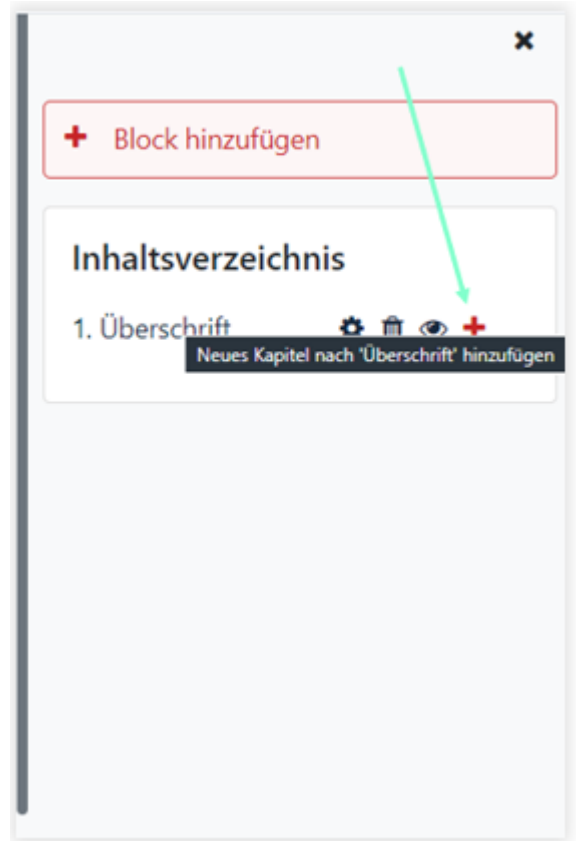 Block hinzufügen
Inhaltsverzeichnis
1. Überschrift
Neues Kapitel nach 'Überschrift' hinzufügen